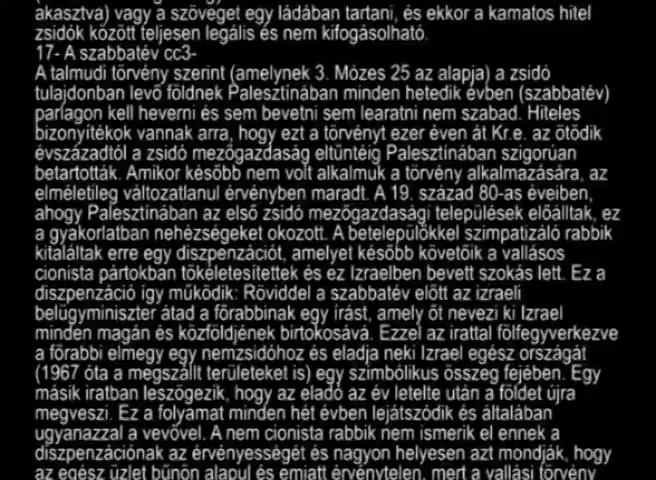 akasztva) vagy a szöveget egy ládában tartani, és ekkor a kamatos hitel
zsidók között teljesen legális és nem kifogásolható.
17- A szabbatév cc3-
A talmudi törvény szerint (amelynek 3. Mózes 25 az alapja) a zsidó
tulajdonban levő földnek Palesztínában minden hetedik évben (szabbatév)
parlagon kell heverni és sem bevetni sem learatni nem szabad. Hiteles
bizonyítékok vannak arra, hogy ezt a törvényt ezer éven át Kr.e. az ötödik
évszázadtól a zsidó mezőgazdaság eltűntéig Palesztínában szigorúan
betartották. Amikor később nem volt alkalmuk a törvény alkalmazására, az
elméletileg változatlanul érvényben maradt. A 19. század 80-as éveiben,
ahogy Palesztínában az első zsidó mezőgazdasági települések előálltak, ez
a gyakorlatban nehézségeket okozott. A betelepülőkkel szimpatizáló rabbik
kitaláltak erre egy diszpenzációt, amelyet később követőik a vallásos
cionista pártokban tökéletesítettek és ez Izraelben bevett szokás lett. Ez a
diszpenzáció így működik: Röviddel a szabbatév előtt az izraeli
belügyminiszter átad a főrabbinak egy írást, amely őt nevezi ki Izrael
minden magán és közföldjének birtokosává. Ezzel az irattal fölfegyverkezve
a főrabbi elmegy egy nemzsidóhoz és eladja neki Izrael egész országát
(1967 óta a megszállt területeket is) egy szimbólikus összeg fejében. Egy
másik iratban leszögezik, hogy az eladó az év letelte után a földet újra
megveszi. Ez a folyamat minden hét évben lejátszódik és általában
ugyanazzal a vevővel. A nem cionista rabbik nem ismerik el ennek a
diszpenzációnak az érvényességét és nagyon helyesen azt mondják, hogy
az egész üzlet bűnön alapul és emiatt érvénytelen, mert a vallási törvény